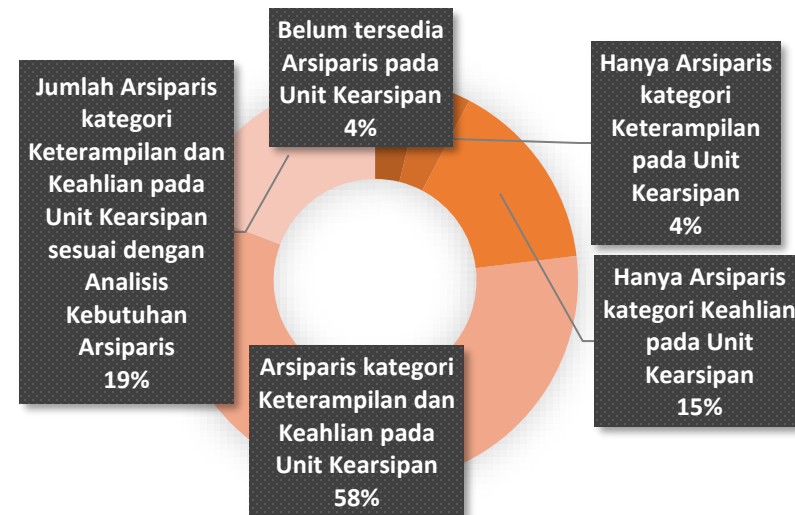 Belum tersedia
Arsiparis pada
Unit Kearsipan
4%
Hanya Arsiparis
kategori
Keterampilan
pada Unit
Kearsipan
4%
Hanya Arsiparis
kategori Keahlian
pada Unit
Kearsipan
15%
Arsiparis kategori
Keterampilan dan
Keahlian pada
Unit Kearsipan
58%
Jumlah Arsiparis
kategori
Keterampilan dan
Keahlian pada
Unit Kearsipan
sesuai dengan
Analisis
Kebutuhan
Arsiparis
19%